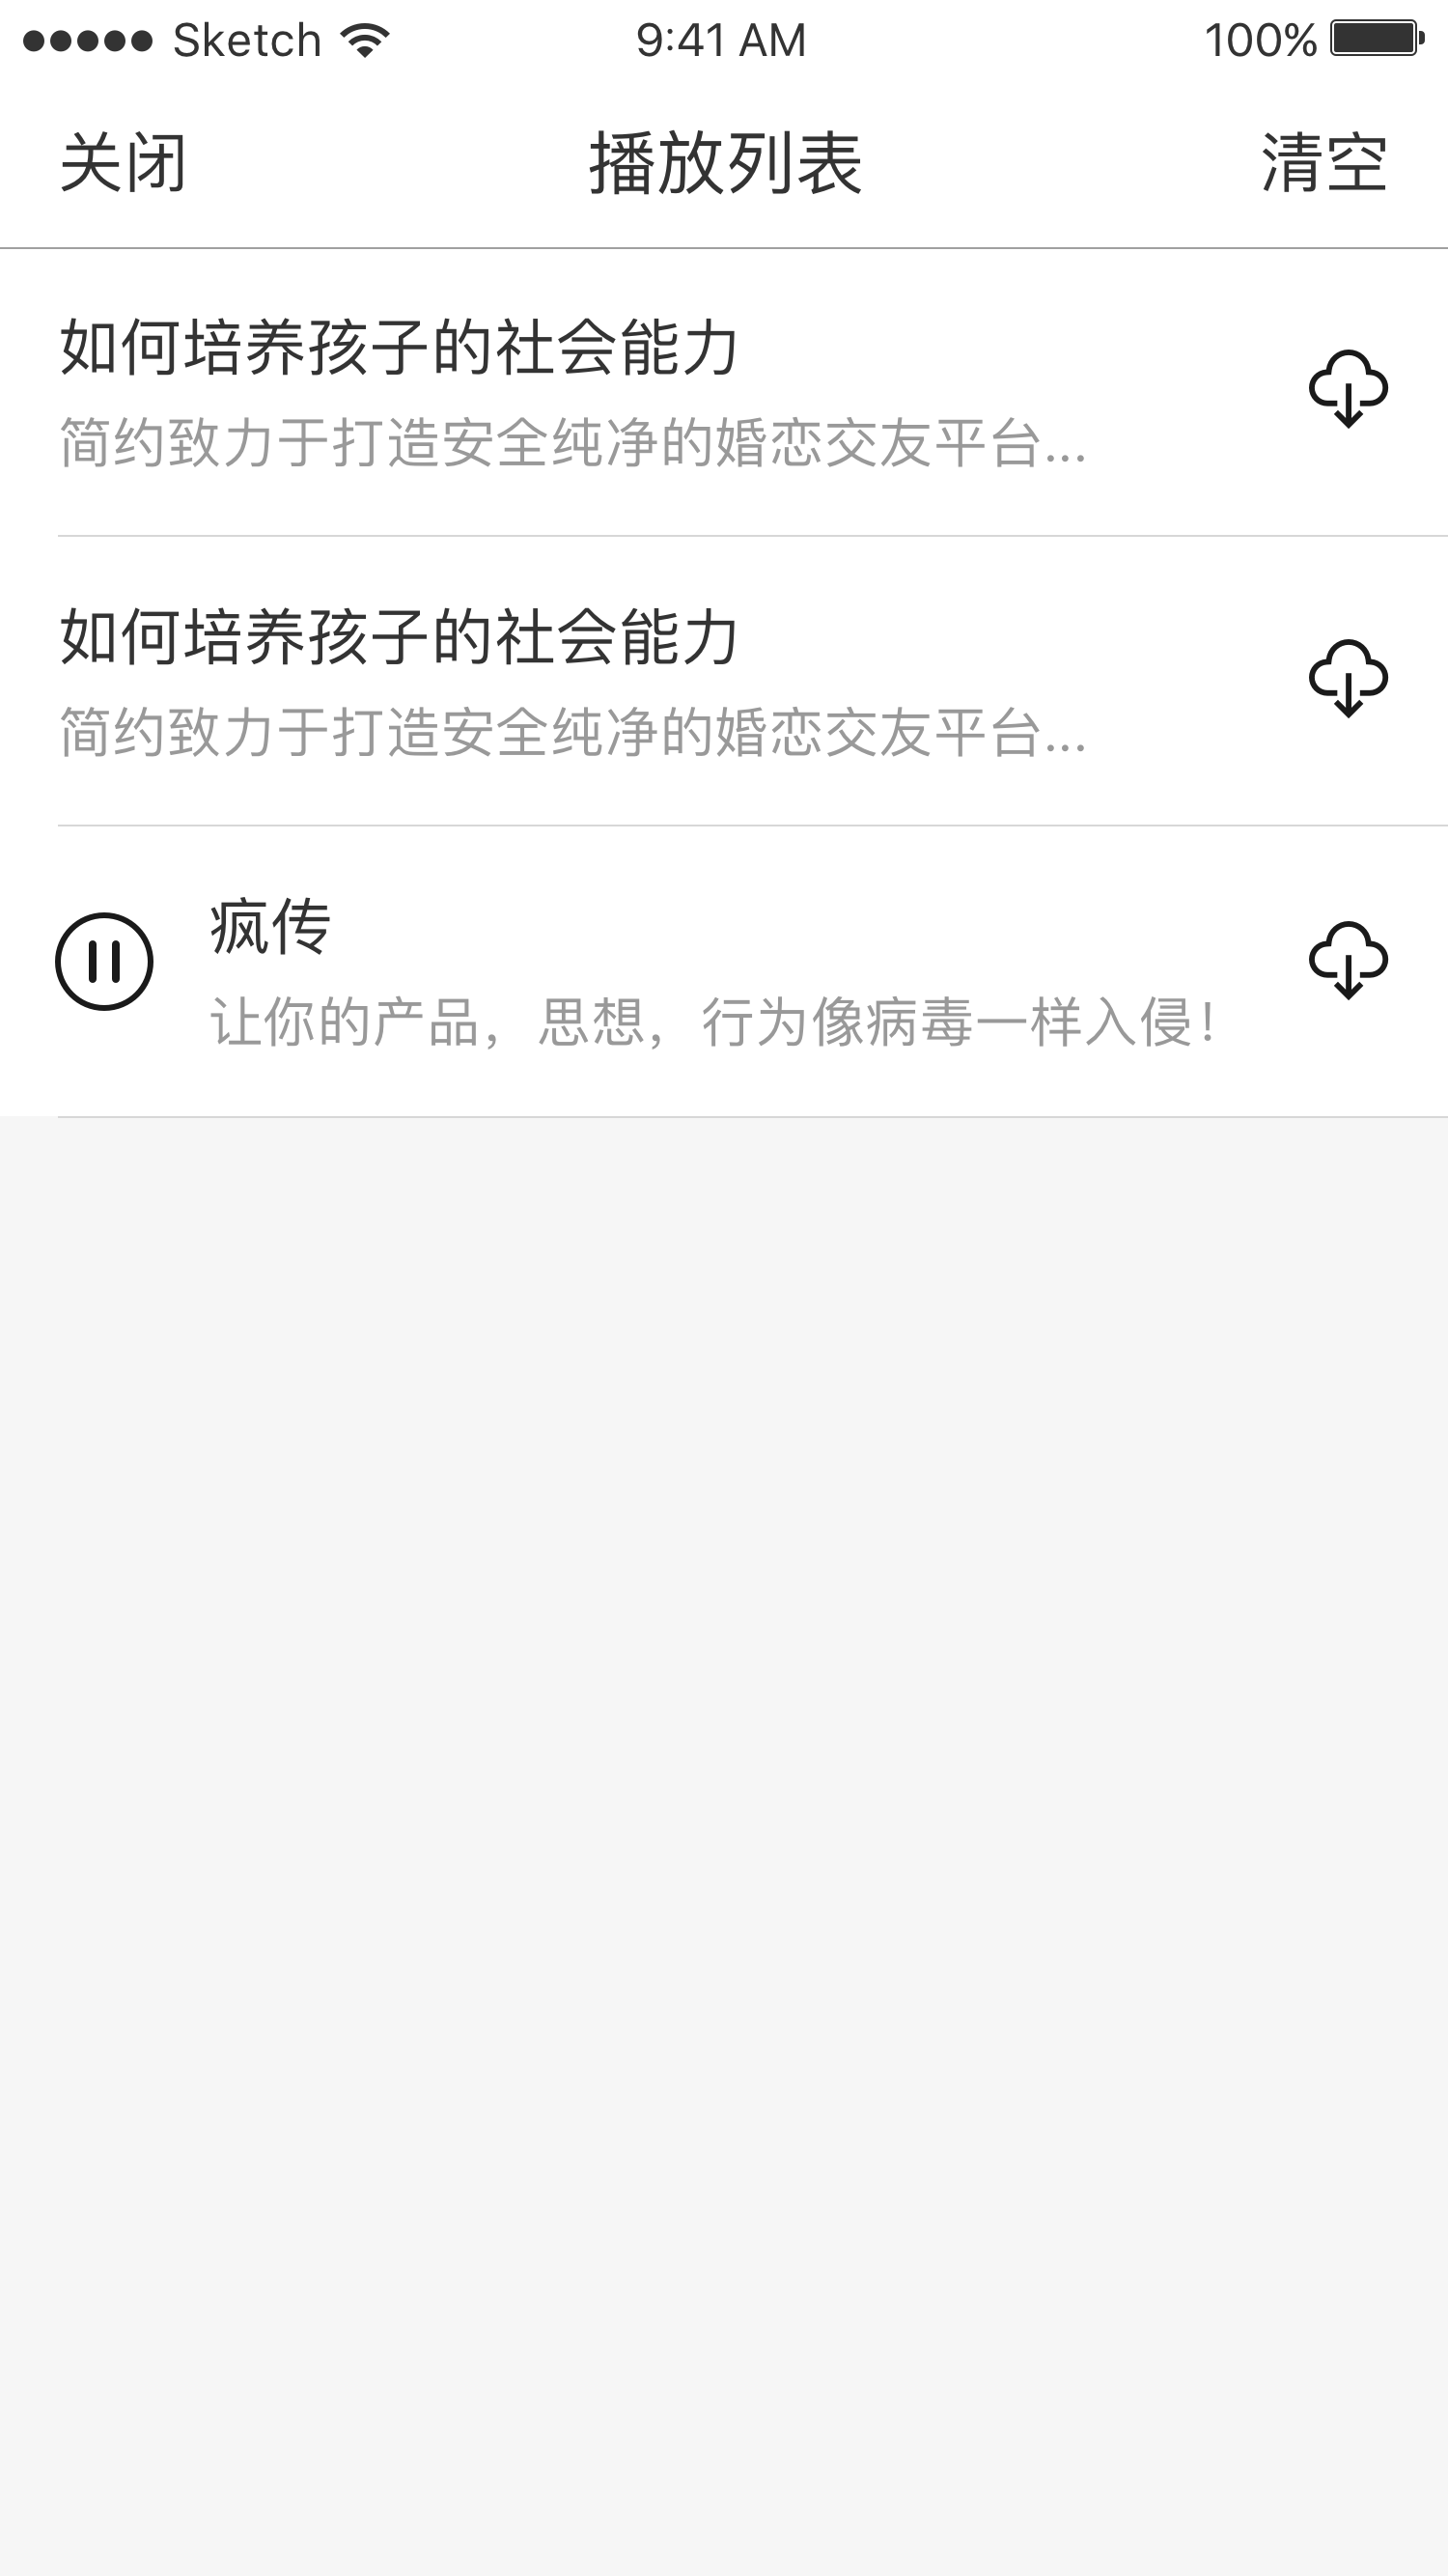 Sketch 9:41 AM 100%
关闭 播放列表 清空
如何培养孩子的社会能力
简约致力于打造安全纯净的婚恋交友平台...
如何培养孩子的社会能力
简约致力于打造安全纯净的婚恋交友平台...
疯传
让你的产品，思想，行为像病毒一样入侵！